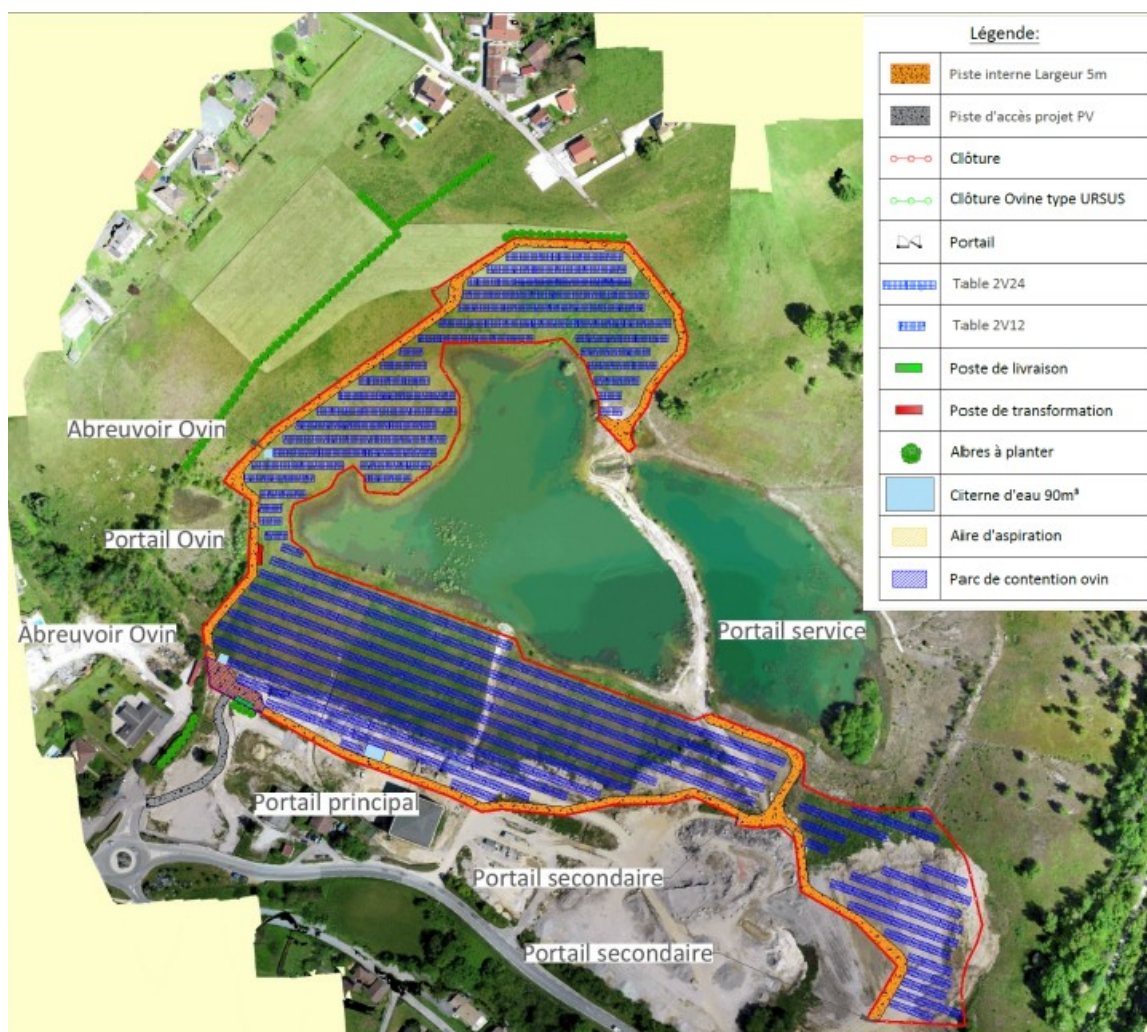 Légende:
Piste interne Largeur 5m
Piste d'accès projet PV
Clôture
Clôture Ovine type URSUS
Portail
Table 2V24
Table 2V12
Poste de livraison
Poste de transformation
Albres à planter
Citerne d'eau 90m³
Aire d'aspiration
Parc de contention ovin
Abreuvoir Ovin
Portail Ovin
Abreuvoir Ovin
Portail service
Portail principal
Portail secondaire
Portail secondaire